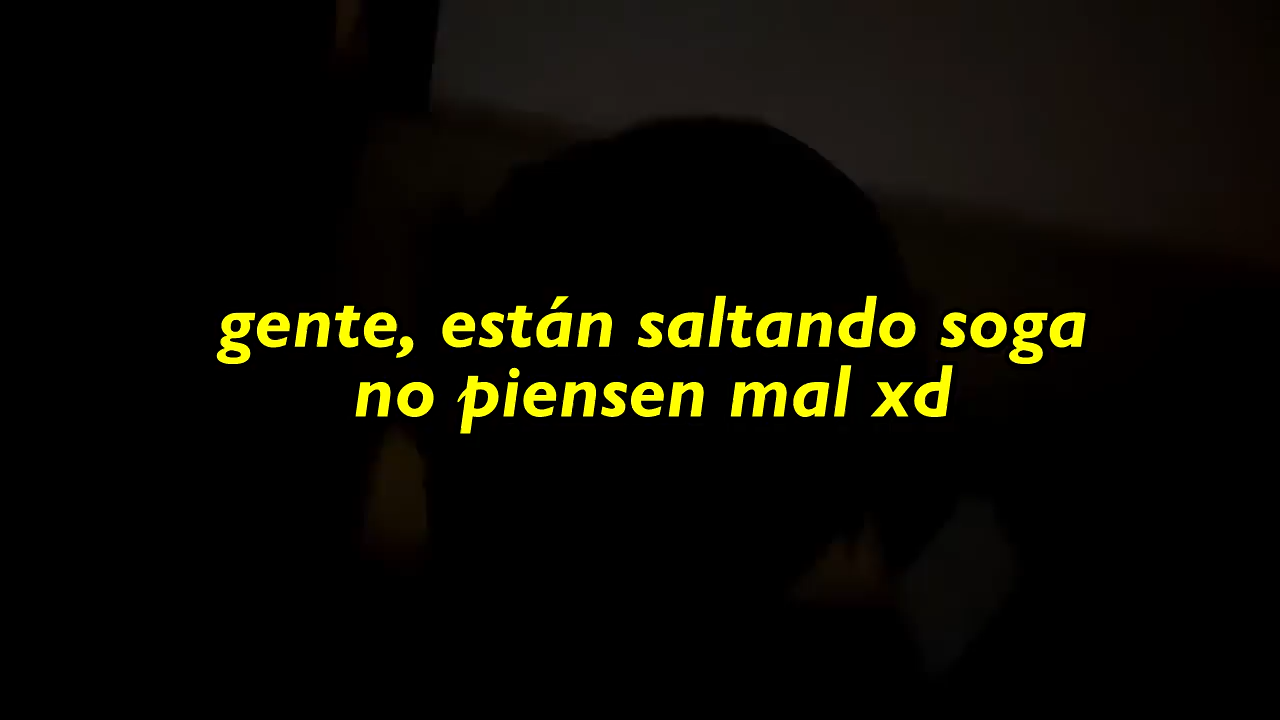 gente, están saltando soga
no piensen mal xd